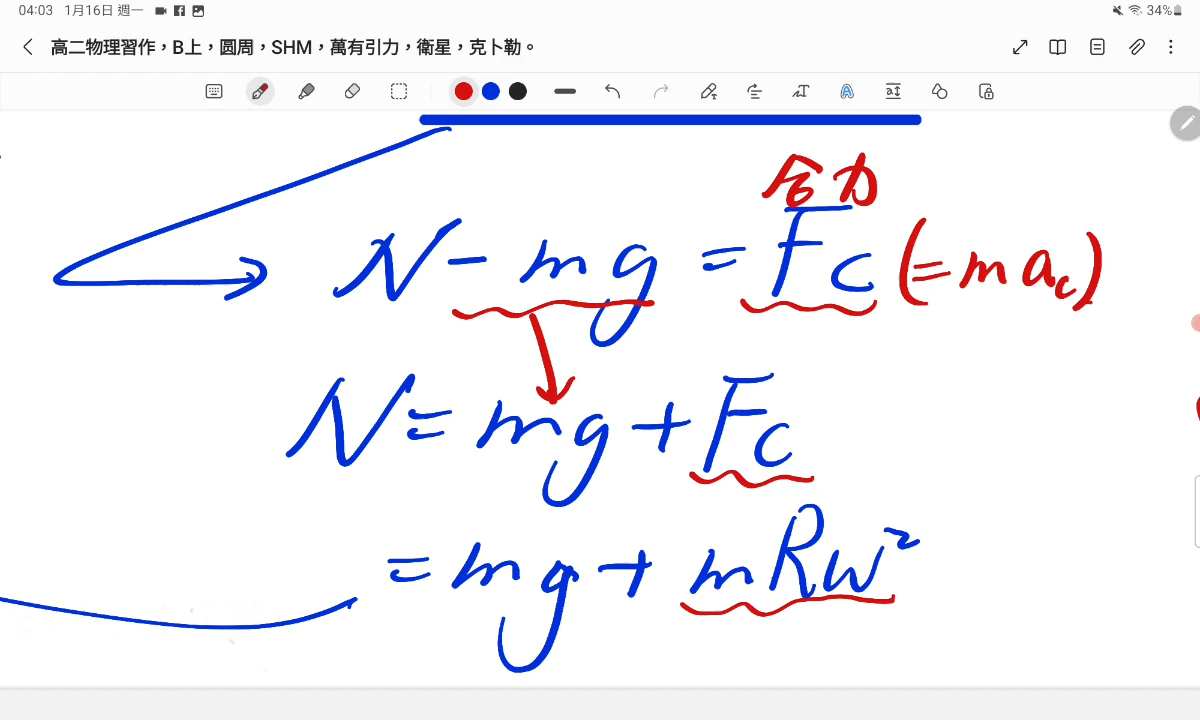 04:03 1月16日 週一 34%
高二物理習作，B上，圓周，SHM，萬有引力，衛星，克卜勒。
合力
N - mg = Fc (= mac)
N = mg + Fc
= mg + mRw²